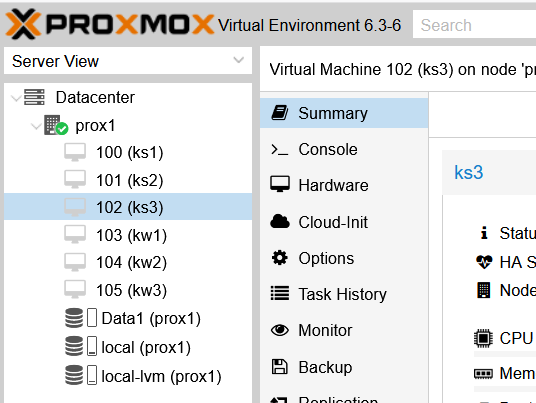 PROXMOX Virtual Environment 6.3-6 Search
Server View
Datacenter
prox1
100 (ks1)
101 (ks2)
102 (ks3)
103 (kw1)
104 (kw2)
105 (kw3)
Data1 (prox1)
local (prox1)
local-lvm (prox1)
Virtual Machine 102 (ks3) on node 'pr
Summary
Console
Hardware
Cloud-Init
Options
Task History
Monitor
Backup
Replication
ks3
Statu
HA S
Node
CPU
Mem